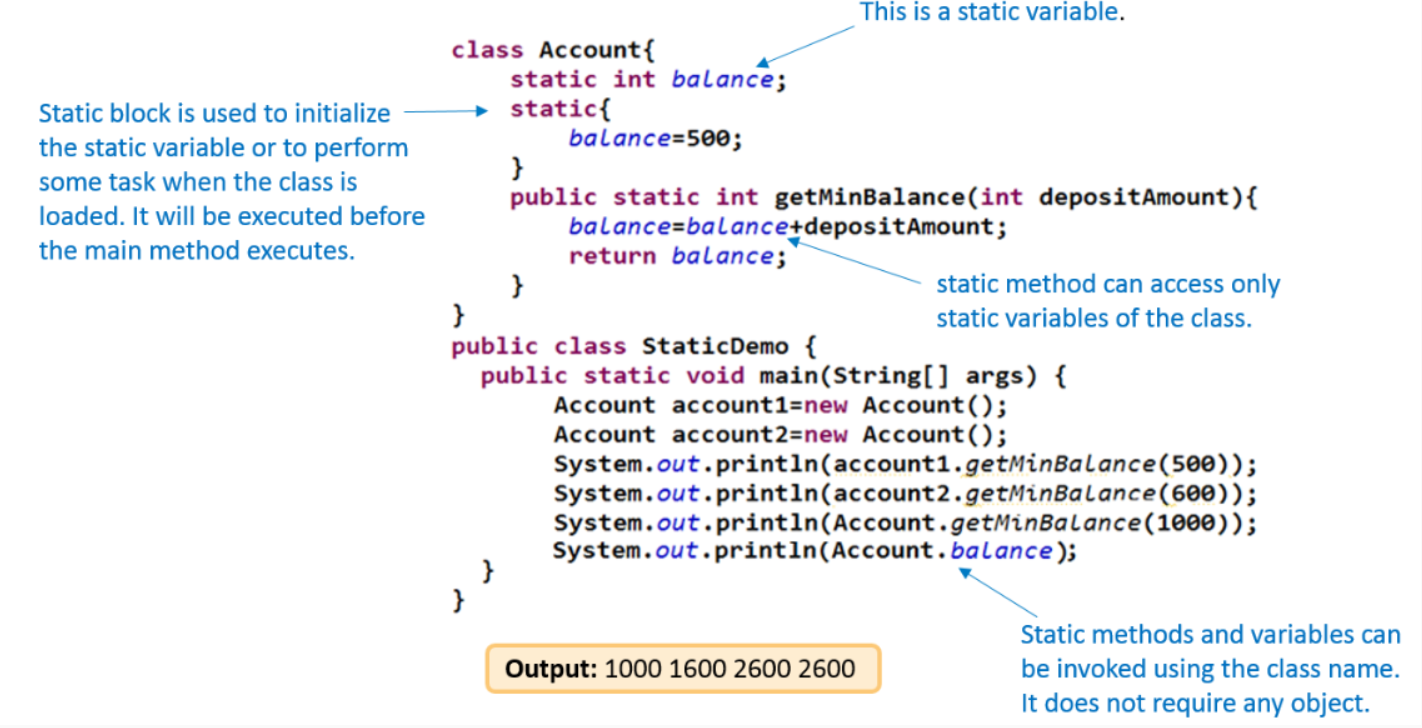 This is a static variable.
class Account{
static int balance;
Static block is used to initialize
the static variable or to perform
some task when the class is
loaded. It will be executed before
the main method executes.
static{
balance=500;
}
public static int getMinBalance(int depositAmount){
balance=balance+depositAmount;
return balance;
}
static method can access only
static variables of the class.
}
public class StaticDemo {
public static void main(String[] args) {
Account account1=new Account();
Account account2=new Account();
System.out.println(account1.getMinBalance(500));
System.out.println(account2.getMinBalance(600));
System.out.println(Account.getMinBalance(1000));
System.out.println(Account.balance);
}
}
Static methods and variables can
be invoked using the class name.
It does not require any object.
Output: 1000 1600 2600 2600